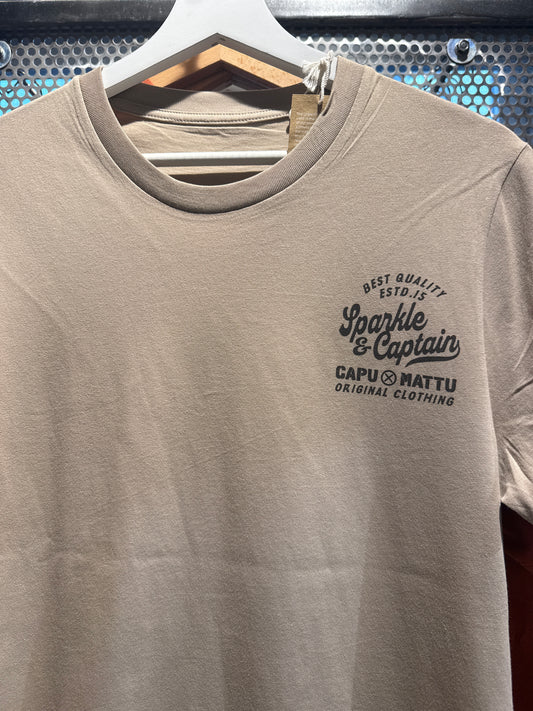 BEST QUALITY
ESTD.15
Sparkle
& Captain
CAPU MATTU
ORIGINAL CLOTHING